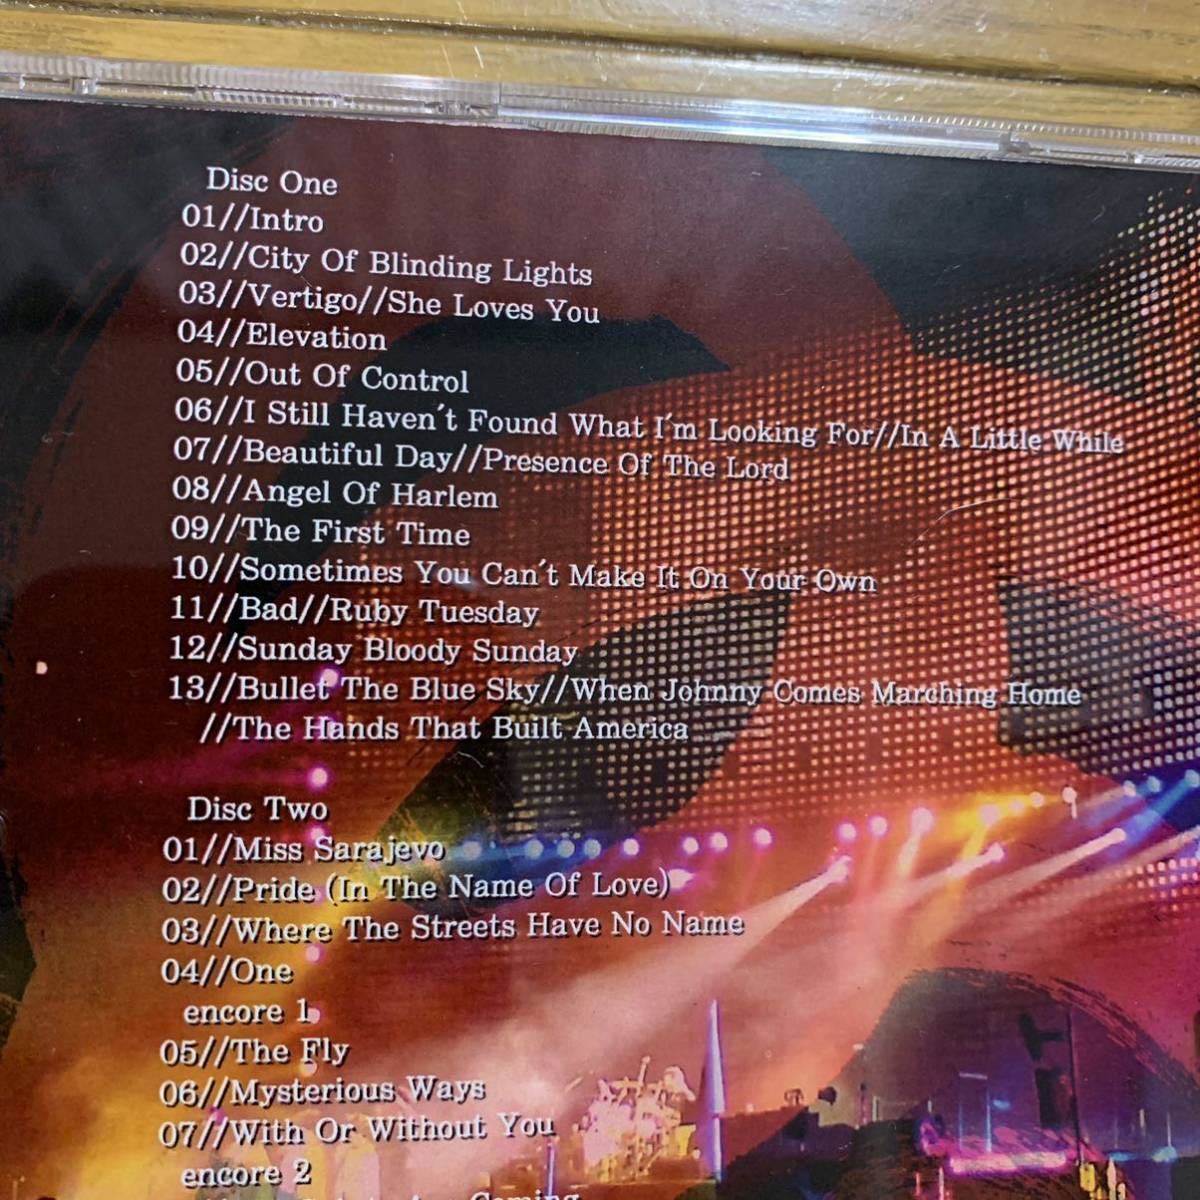 Disc One
01//Intro
02//City Of Blinding Lights
03//Vertigo//She Loves You
04//Elevation
05//Out Of Control
06//I Still Haven't Found What I'm Looking For//In A Little While
07//Beautiful Day//Presence Of The Lord
08//Angel Of Harlem
09//The First Time
10//Sometimes You Can't Make It On Your Own
11//Bad//Ruby Tuesday
12//Sunday Bloody Sunday
13//Bullet The Blue Sky//When Johnny Comes Marching Home
//The Hands That Built America
Disc Two
01//Miss Sarajevo
02//Pride (In The Name Of Love)
03//Where The Streets Have No Name
04//One
encore 1
05//The Fly
06//Mysterious Ways
07//With Or Without You
encore 2
Coming